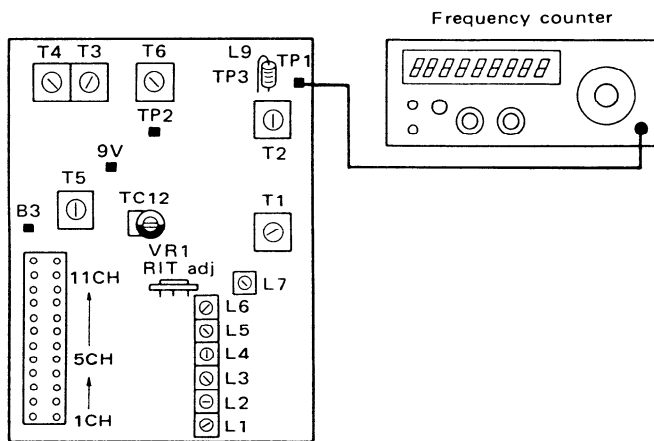 Frequency counter
T4 T3 T6 L9 TP1
TP3
TP2
T2
9V
T5
TC12
T1
B3
VR1
RIT adj
11CH
L7
L6
L5
5CH
L4
L3
L2
1CH
L1